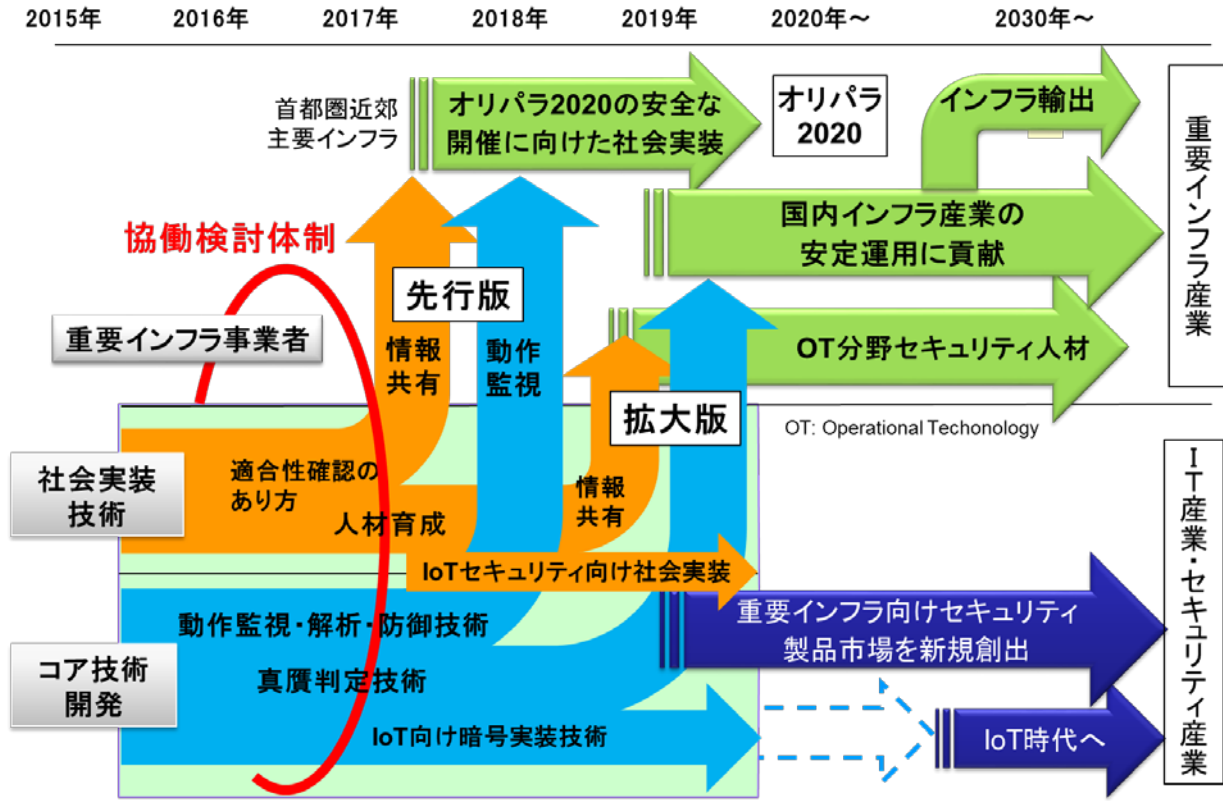 2015年 2016年 2017年 2018年 2019年 2020年～ 2030年～
首都圏近郊
主要インフラ
オリパラ2020の安全な
開催に向けた社会実装
オリパラ
2020
インフラ輸出
重要インフラ産業
国内インフラ産業の
安定運用に貢献
協働検討体制
先行版
重要インフラ事業者
情報
共有
動作
監視
OT分野セキュリティ人材
拡大版
OT: Operational Techonology
社会実装
技術
適合性確認の
あり方
人材育成
情報
共有
IoTセキュリティ向け社会実装
IT産業・セキュリティ産業
動作監視・解析・防御技術
重要インフラ向けセキュリティ
製品市場を新規創出
コア技術
開発
真贋判定技術
IoT向け暗号実装技術
IoT時代へ